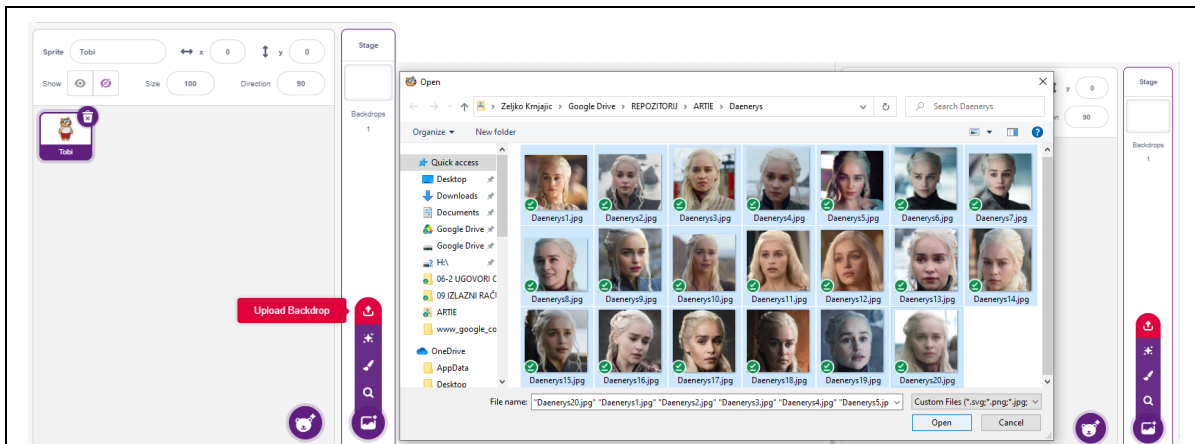 Sprite Tobi x 0 y 0
Show Size 100 Direction 90
Tobi
Stage
Backdrops
1
Upload Backdrop
Open
Zeljko Krnjajic > Google Drive > REPOZITORIJ > ARTIE > Daenerys
Search Daenerys
Organize New folder
Quick access
Desktop
Downloads
Documents
Google Drive
Google Drive
H:\
06-2 UGOVORI C
09 IZLAZNI RAČU
ARTIE
www_google_co
OneDrive
AppData
Desktop
Daenerys1.jpg Daenerys2.jpg Daenerys3.jpg Daenerys4.jpg Daenerys5.jpg Daenerys6.jpg Daenerys7.jpg
Daenerys8.jpg Daenerys9.jpg Daenerys10.jpg Daenerys11.jpg Daenerys12.jpg Daenerys13.jpg Daenerys14.jpg
Daenerys15.jpg Daenerys16.jpg Daenerys17.jpg Daenerys18.jpg Daenerys19.jpg Daenerys20.jpg
File name: "Daenerys20.jpg" "Daenerys1.jpg" "Daenerys2.jpg" "Daenerys3.jpg" "Daenerys4.jpg" "Daenerys5.jp
Custom Files (*.svg;*.png;*.jpg;
Open Cancel
y 0
90
Stage
Backdrops
1